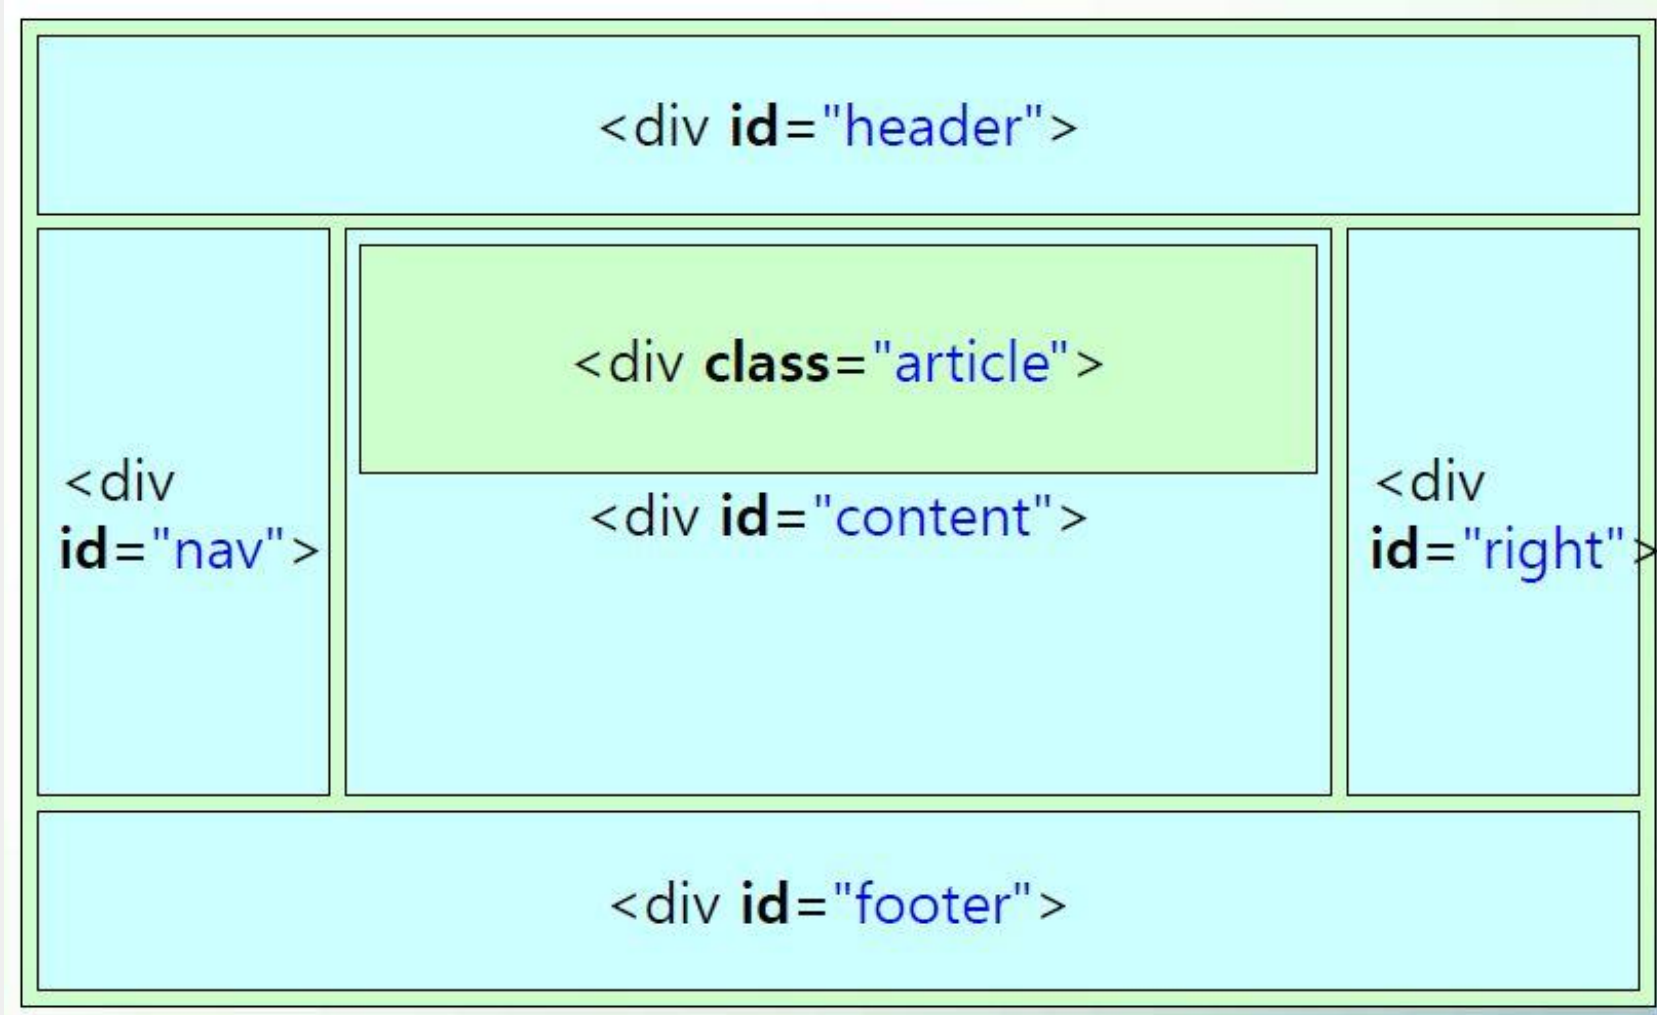 <div id="header">
<div class="article">
<div
id="nav">
<div id="content">
<div
id="right">
<div id="footer">